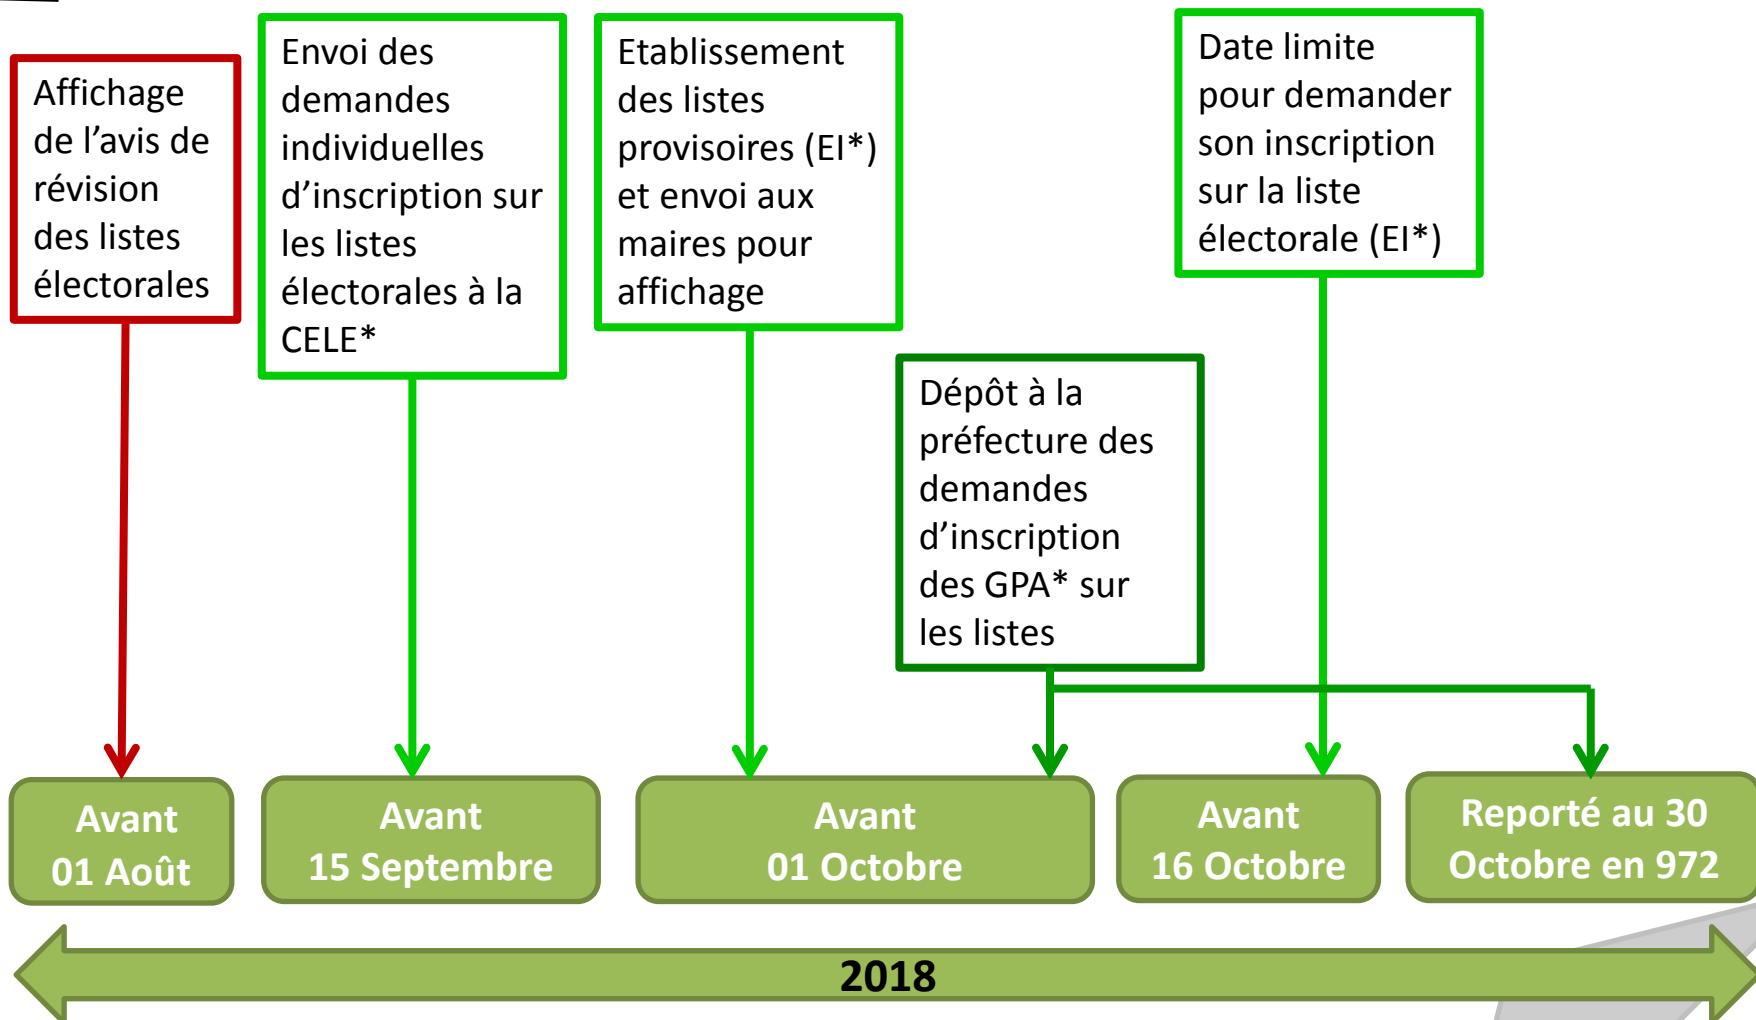 Affichage
de l’avis de
révision
des listes
électorales
Envoi des
demandes
individuelles
d’inscription sur
les listes
électorales à la
CELE*
Etablissement
des listes
provisoires (EI*)
et envoi aux
maires pour
affichage
Dépôt à la
préfecture des
demandes
d’inscription
des GPA* sur
les listes
Date limite
pour demander
son inscription
sur la liste
électorale (EI*)
Avant
01 Août
Avant
15 Septembre
Avant
01 Octobre
Avant
16 Octobre
Reporté au 30
Octobre en 972
2018